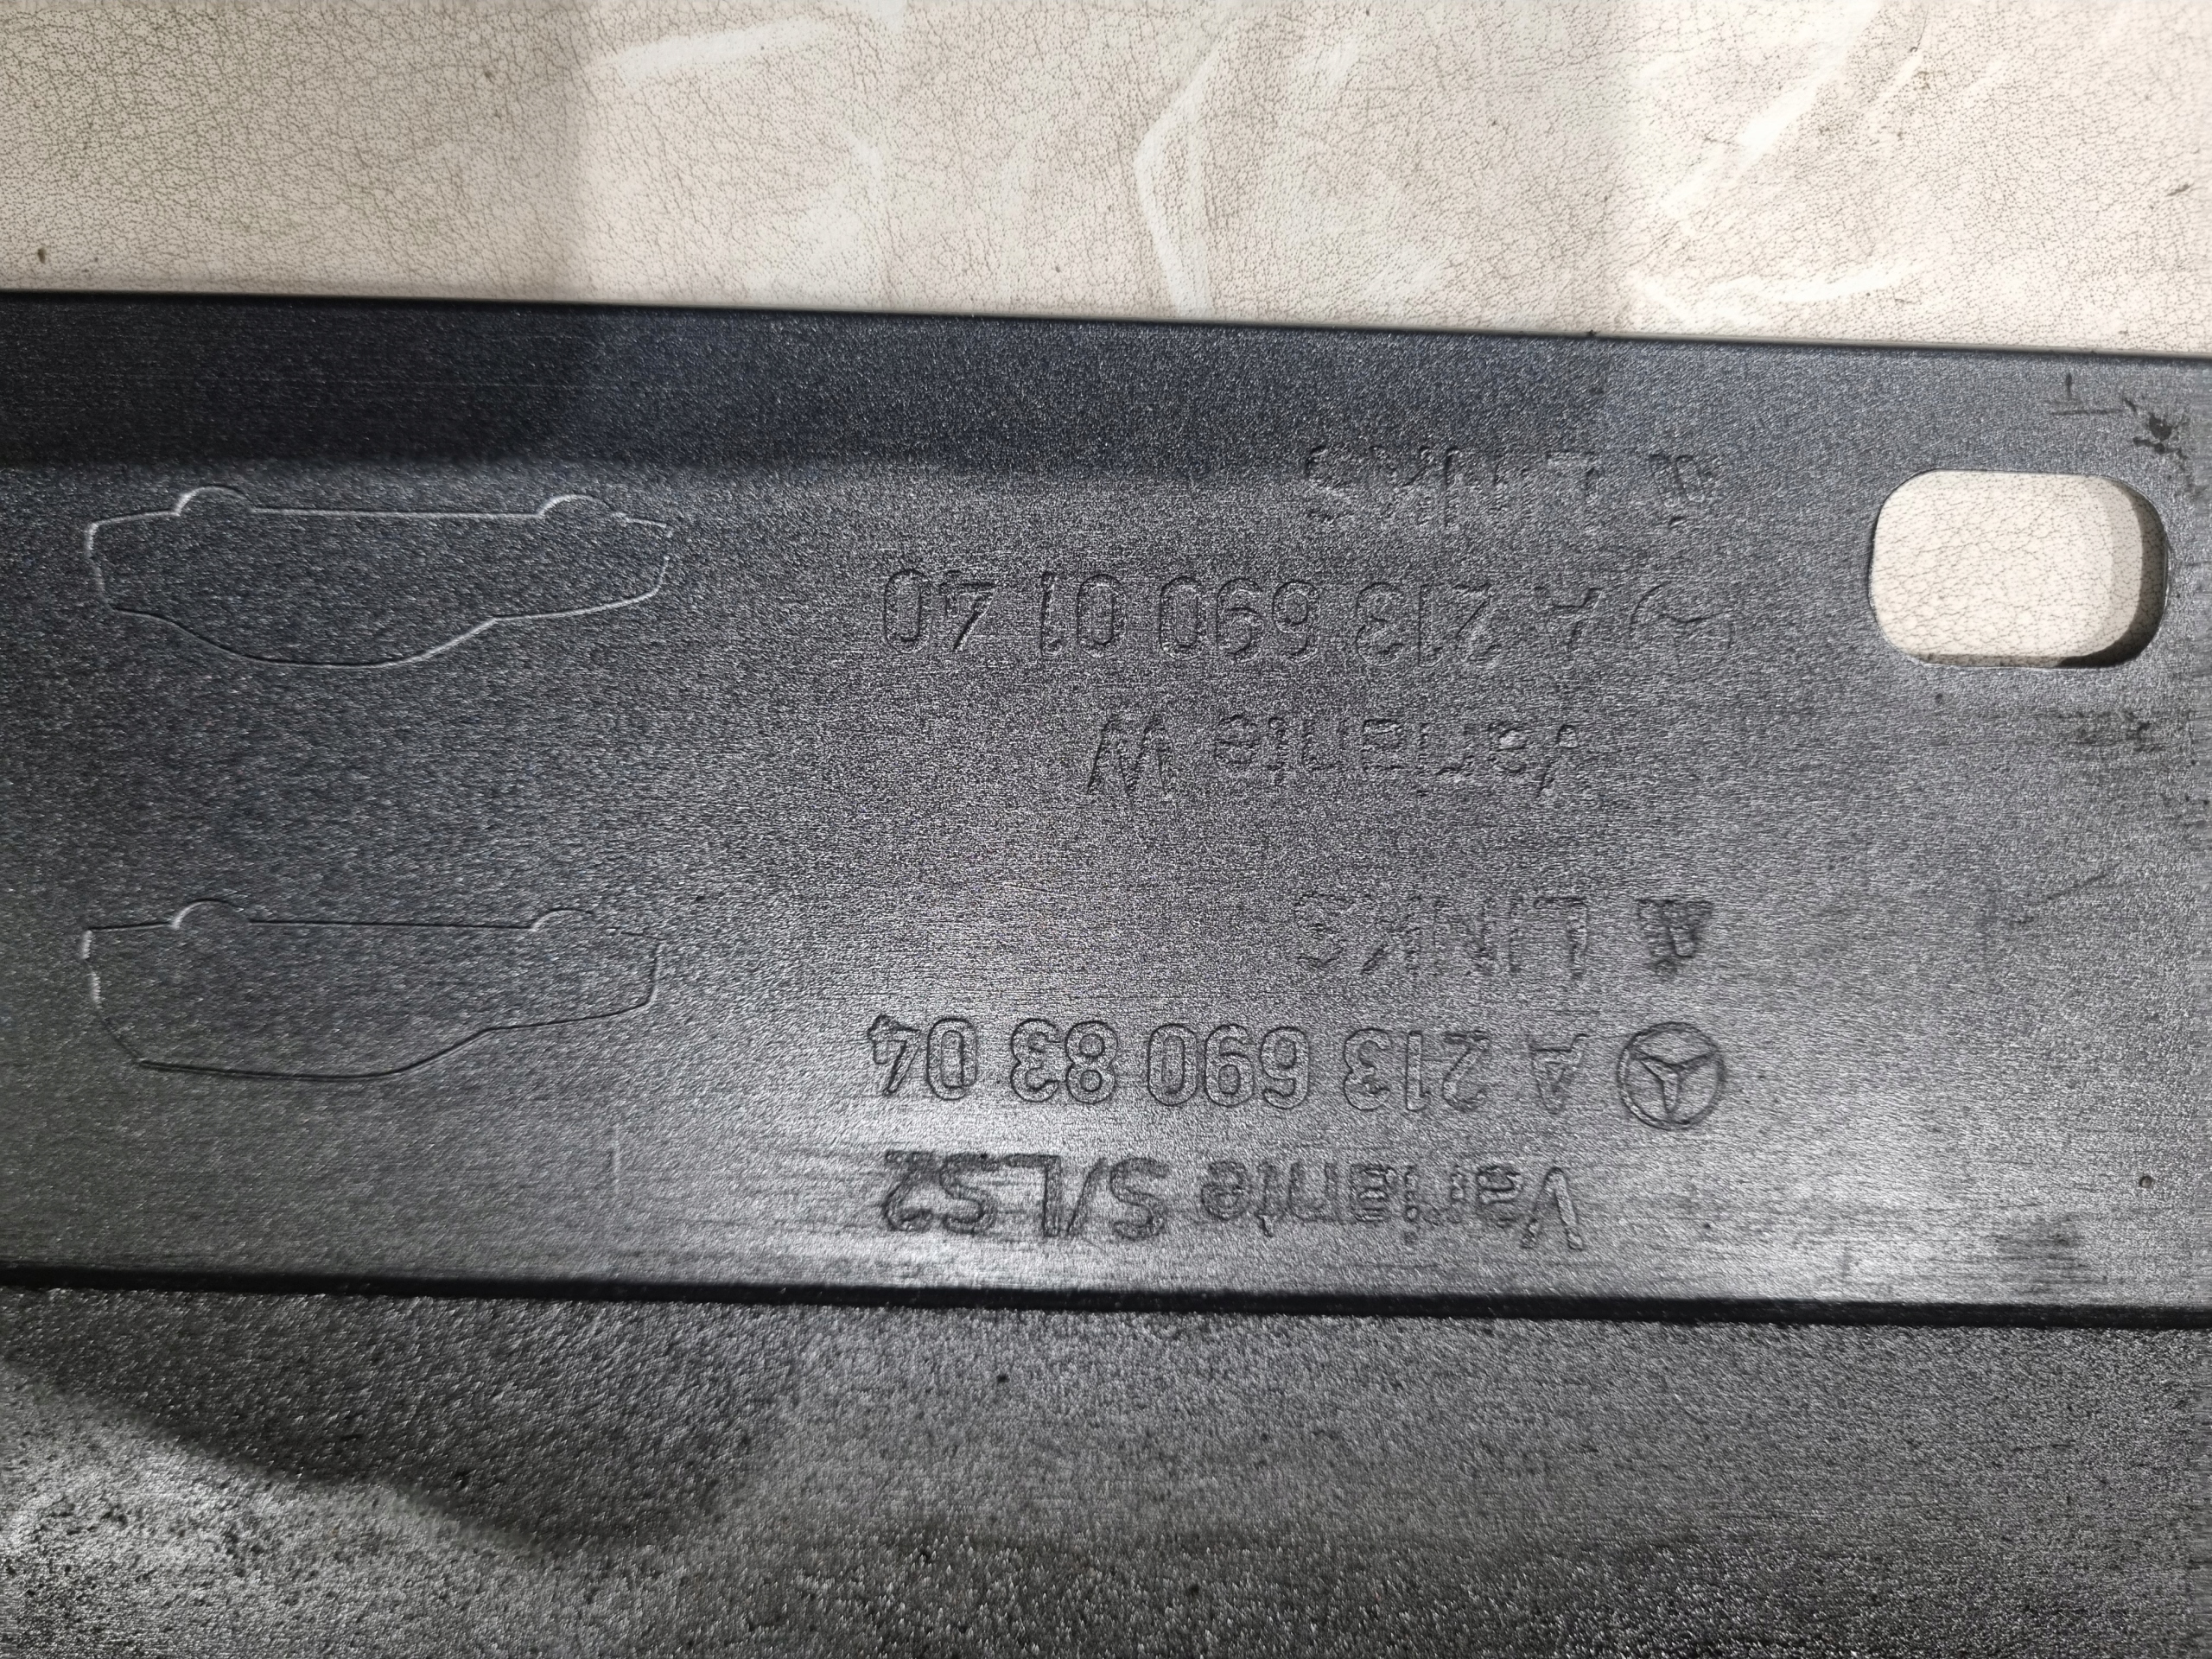 Variante S/LS2
A 213 690 83 04
LINKS
Variante W
A 213 690 01 40
LINKS